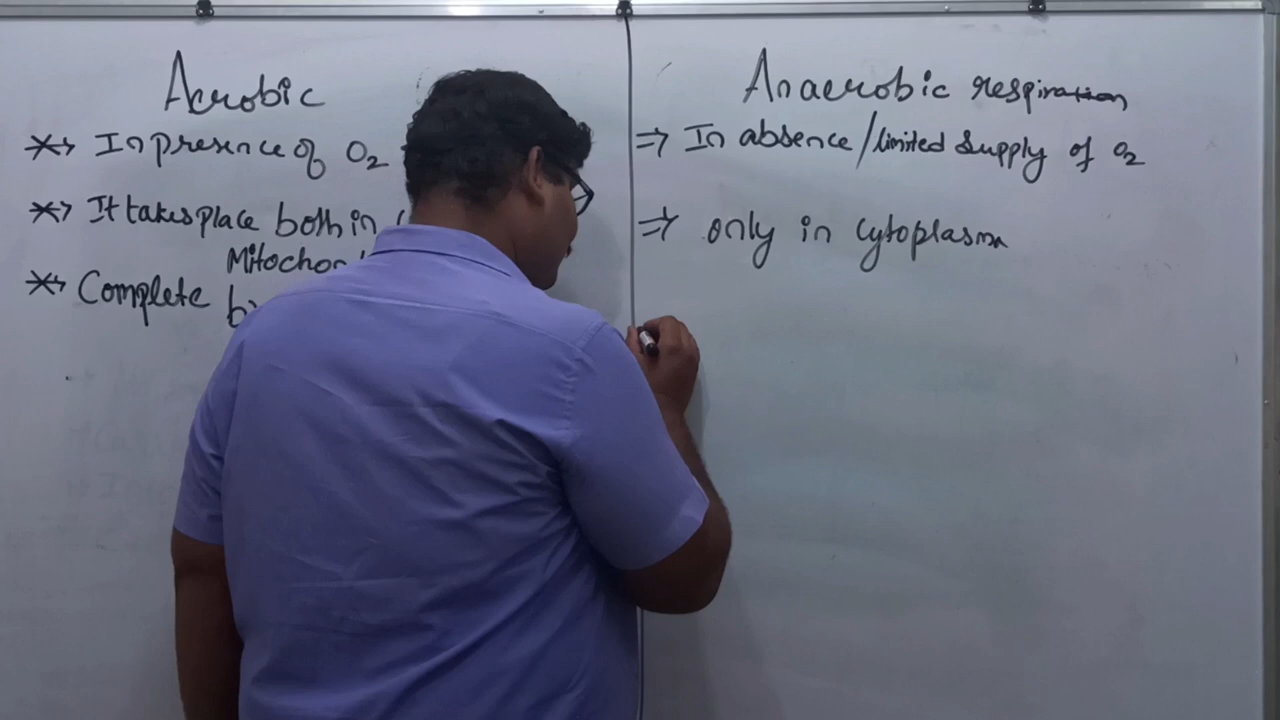 Aerobic
In presence of O2
It takes place both in
Complete
Anaerobic respiration
In absence/limited supply of O2
only in cytoplasm